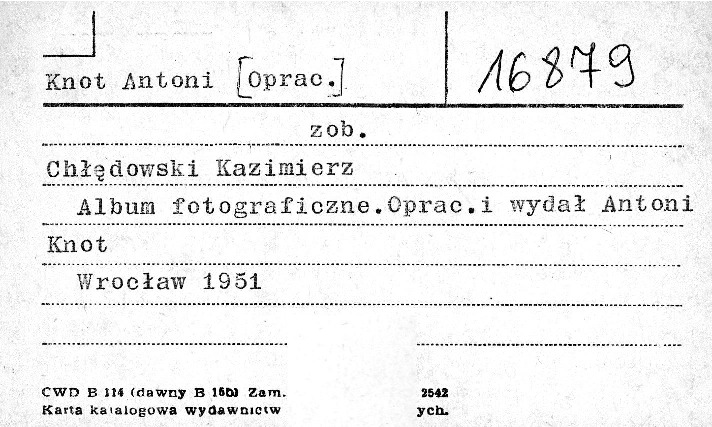 Knot Antoni [Oprac.]
16879
zob.
Chłędowski Kazimierz
Album fotograficzne.Oprac.i wydał Antoni
Knot
Wrocław 1951
CWD B 114 (dawny B 15b) Zam. 2542
Karta katalogowa wydawnictw ych.